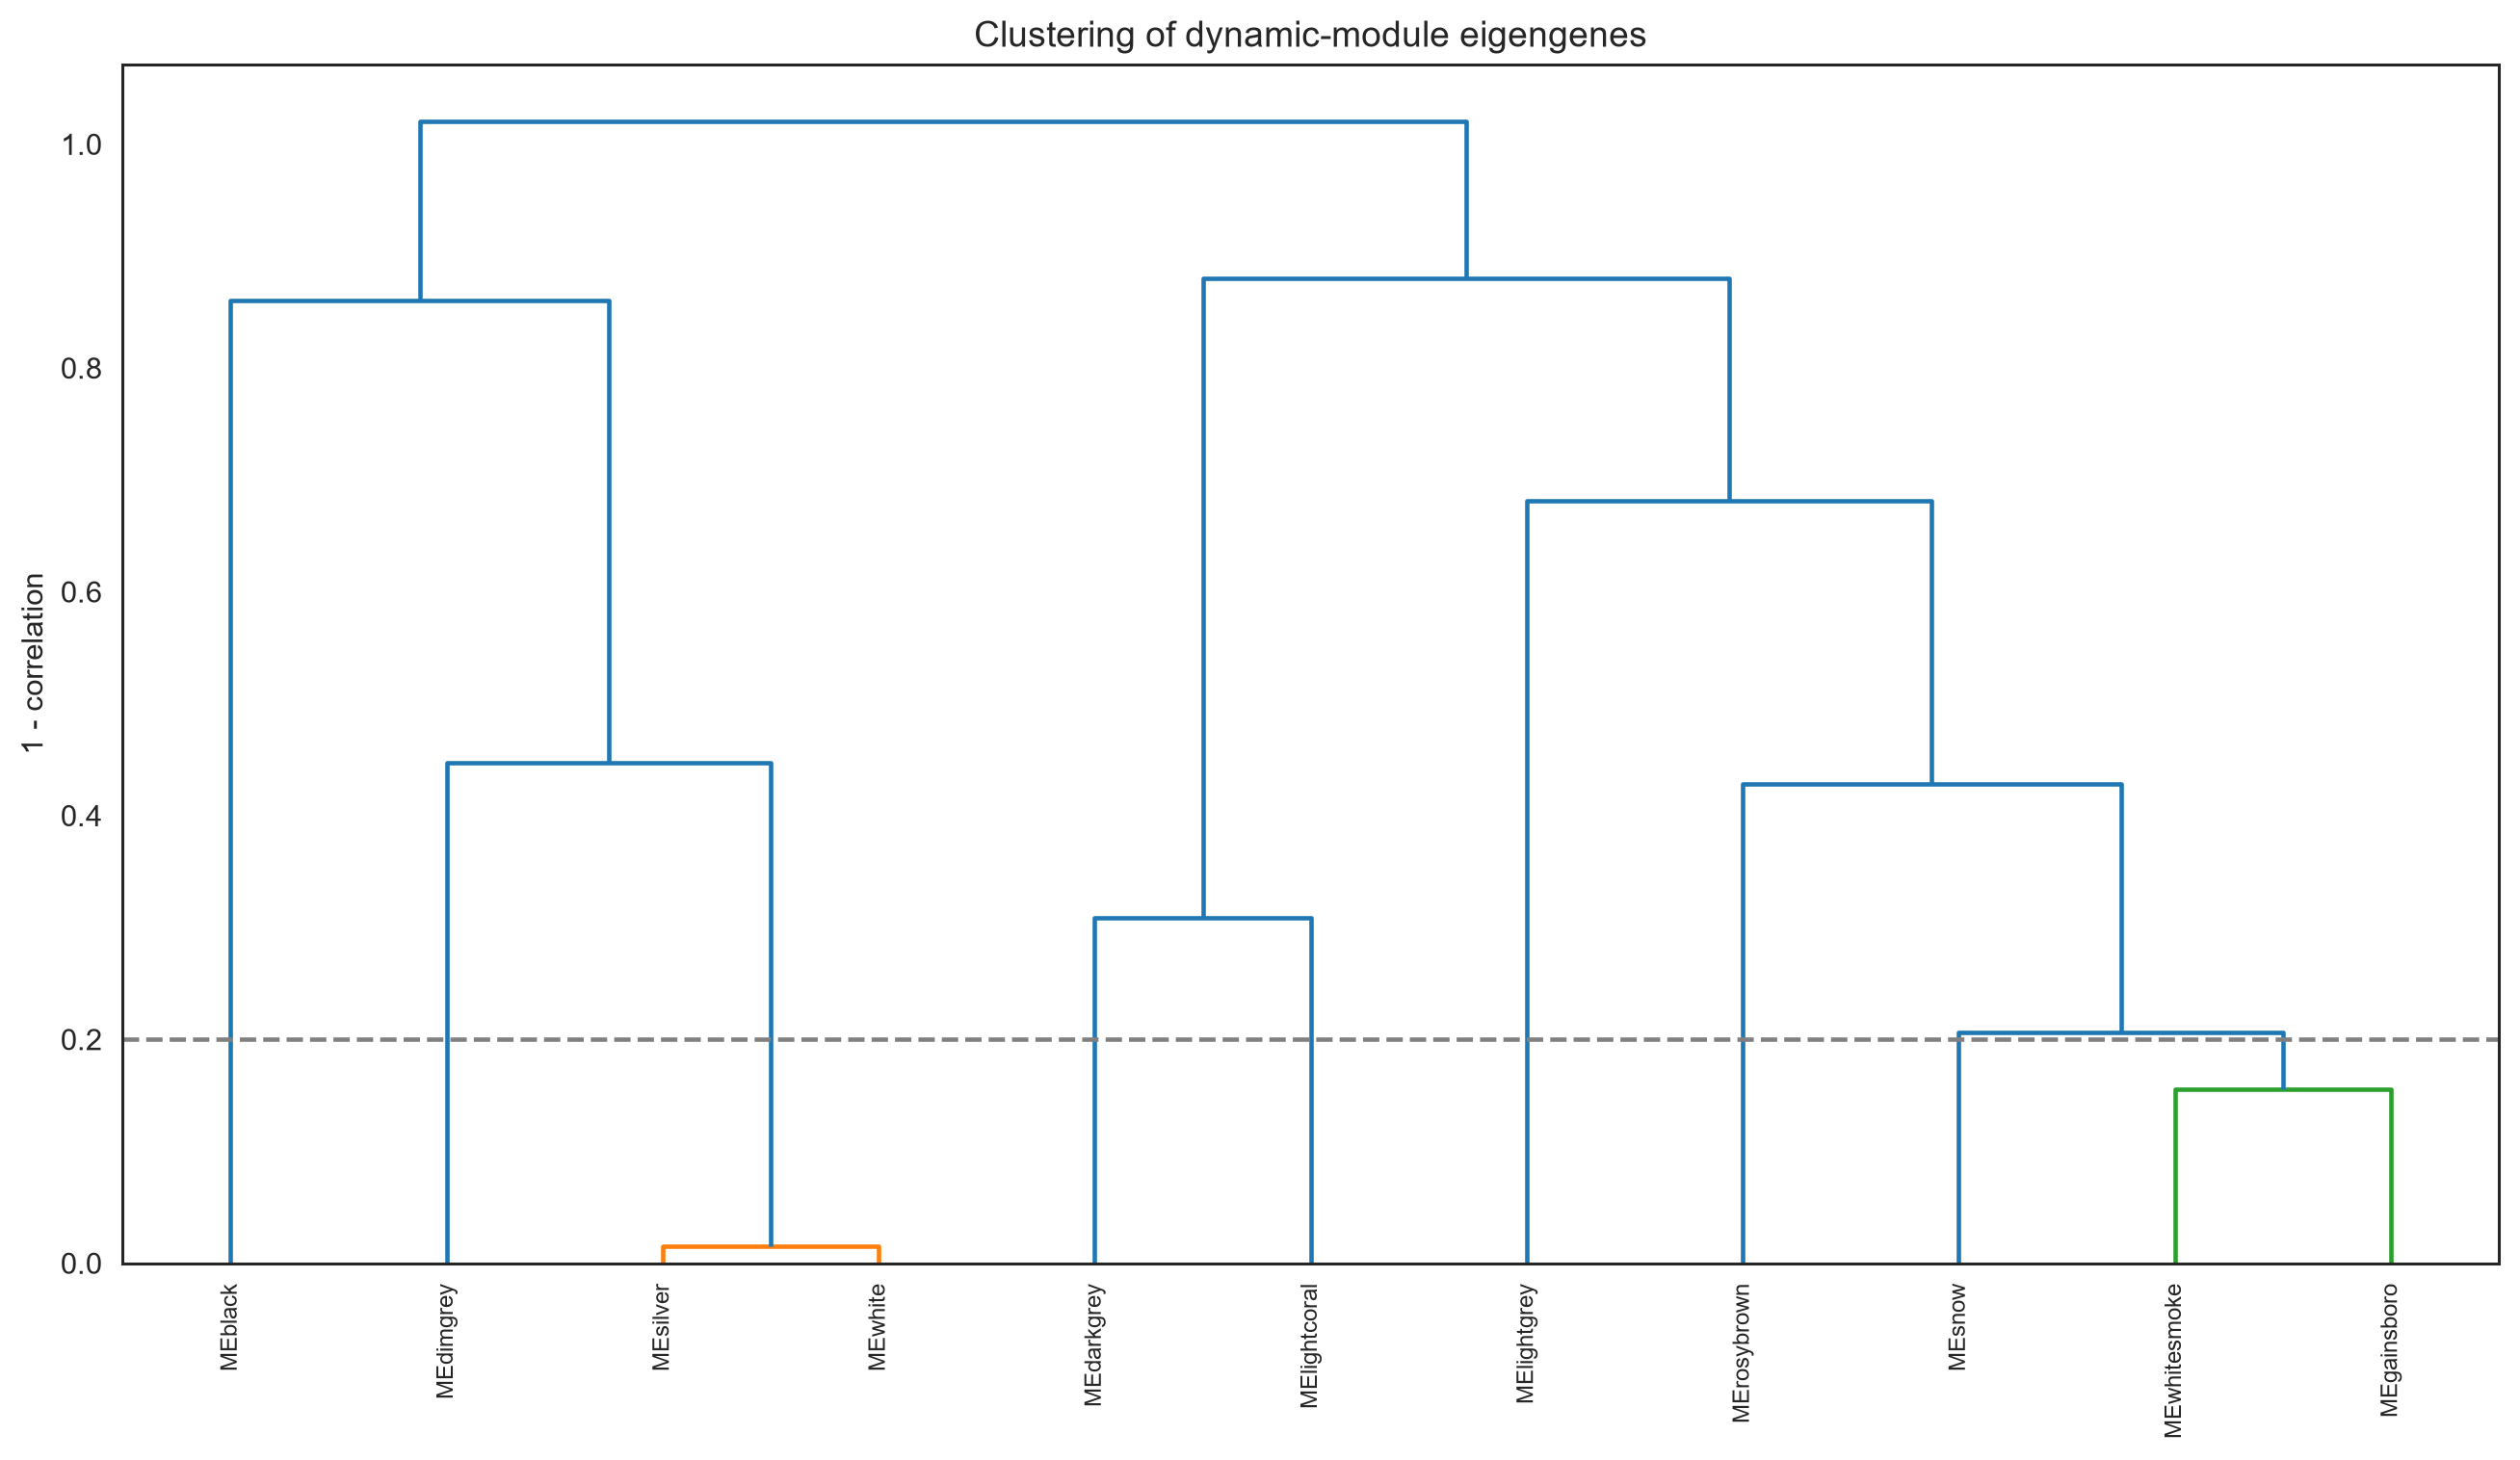 Clustering of dynamic-module eigengenes
1 - correlation
1.0
0.8
0.6
0.4
0.2
0.0
MEblack
MEdimgrey
MEsilver
MEwhite
MEdarkgrey
MElightcoral
MElightgrey
MErosybrown
MEsnow
MEwhitesmoke
MEgainsboro